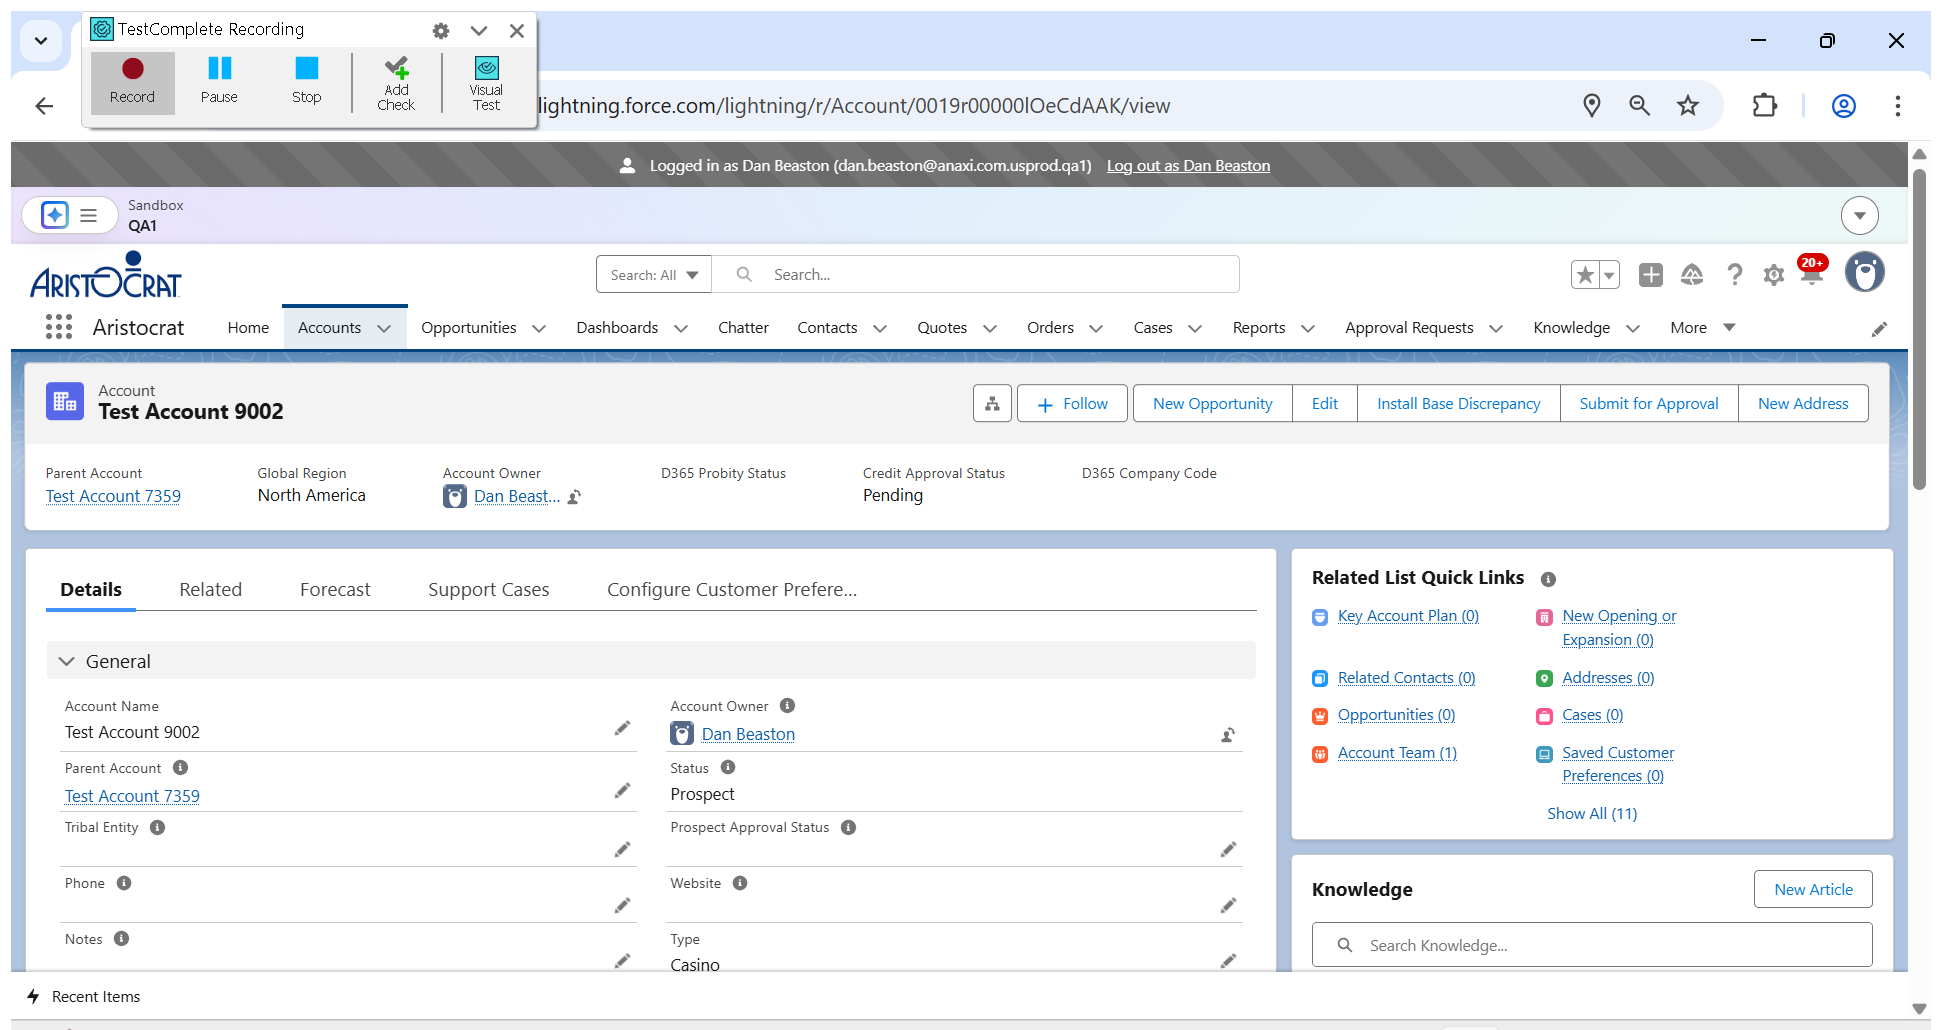 TestComplete Recording
Record
Pause
Stop
Add Check
Visual Test
lightning.force.com/lightning/r/Account/0019r00000lOeCdAAK/view
Logged in as Dan Beaston (dan.beaston@anaxi.com.usprod.qa1) Log out as Dan Beaston
Sandbox
QA1
ARISTOCRAT
Search: All
Search...
20+
Aristocrat
Home
Accounts
Opportunities
Dashboards
Chatter
Contacts
Quotes
Orders
Cases
Reports
Approval Requests
Knowledge
More
Account
Test Account 9002
Follow
New Opportunity
Edit
Install Base Discrepancy
Submit for Approval
New Address
Parent Account
Test Account 7359
Global Region
North America
Account Owner
Dan Beast...
D365 Probity Status
Credit Approval Status
Pending
D365 Company Code
Details
Related
Forecast
Support Cases
Configure Customer Prefere...
General
Account Name
Test Account 9002
Account Owner
Dan Beaston
Parent Account
Test Account 7359
Status
Prospect
Tribal Entity
Prospect Approval Status
Phone
Website
Notes
Type
Casino
Related List Quick Links
Key Account Plan (0)
New Opening or
Expansion (0)
Related Contacts (0)
Addresses (0)
Opportunities (0)
Cases (0)
Account Team (1)
Saved Customer
Preferences (0)
Show All (11)
Knowledge
New Article
Search Knowledge...
Recent Items